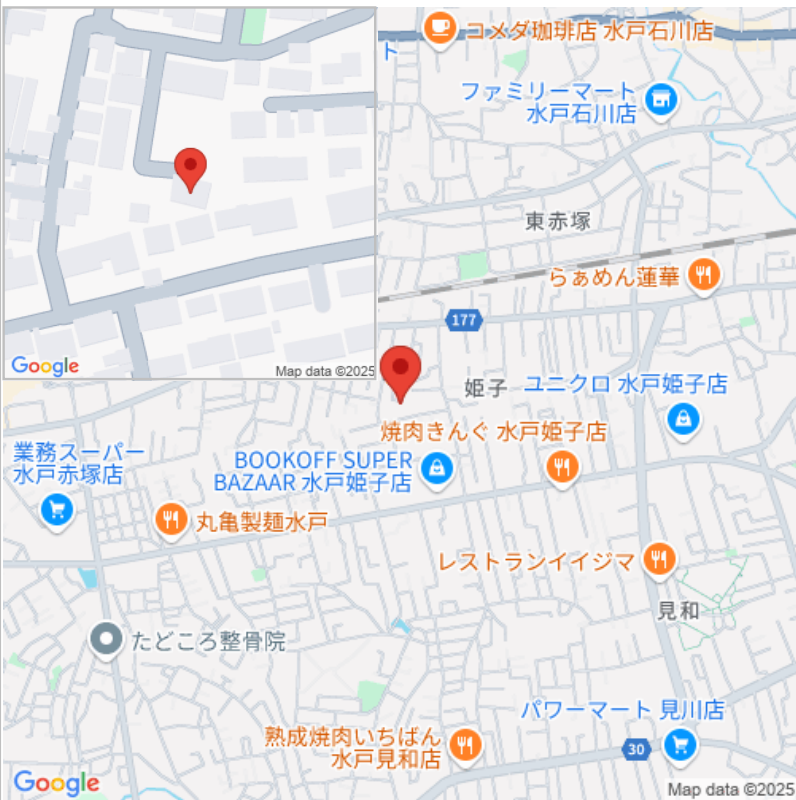 コメダ珈琲店 水戸石川店
ト
ファミリーマート
水戸石川店
東赤塚
らぁめん蓮華
177
Google
Map data ©2025
姫子
ユニクロ 水戸姫子店
焼肉きんぐ 水戸姫子店
業務スーパー
水戸赤塚店
BOOKOFF SUPER
BAZAAR 水戸姫子店
丸亀製麺水戸
レストランイイジマ
見和
たどころ整骨院
パワーマート 見川店
熟成焼肉いちばん
水戸見和店
30
Google
Map data ©2025